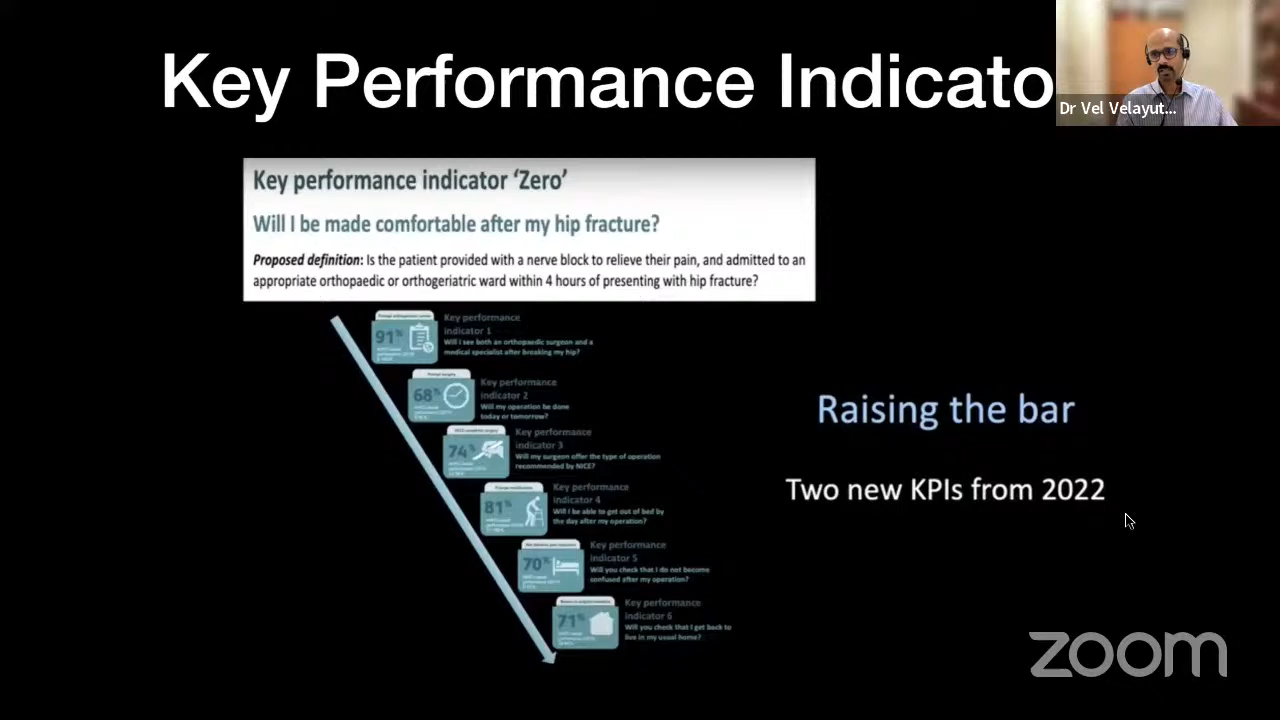 Key Performance Indicato
Dr Vel Velayut...
Key performance indicator ‘Zero’
Will I be made comfortable after my hip fracture?
Proposed definition: Is the patient provided with a nerve block to relieve their pain, and admitted to an
appropriate orthopaedic or orthogeriatric ward within 4 hours of presenting with hip fracture?
91%
Key performance
indicator 1
Will I see both an orthopaedic surgeon and a
medical specialist after breaking my hip?
Prompt surgery
68%
Key performance
indicator 2
Will my operation be done
today or tomorrow?
74%
Key performance
indicator 3
Will my surgeon offer the type of operation
recommended by NICE?
Prompt mobilisation
81%
Key performance
indicator 4
Will I be able to get out of bed by
the day after my operation?
70%
Key performance
indicator 5
Will you check that I do not become
confused after my operation?
71%
Key performance
indicator 6
Will you check that I get back to
live in my usual home?
Raising the bar
Two new KPIs from 2022
zoom